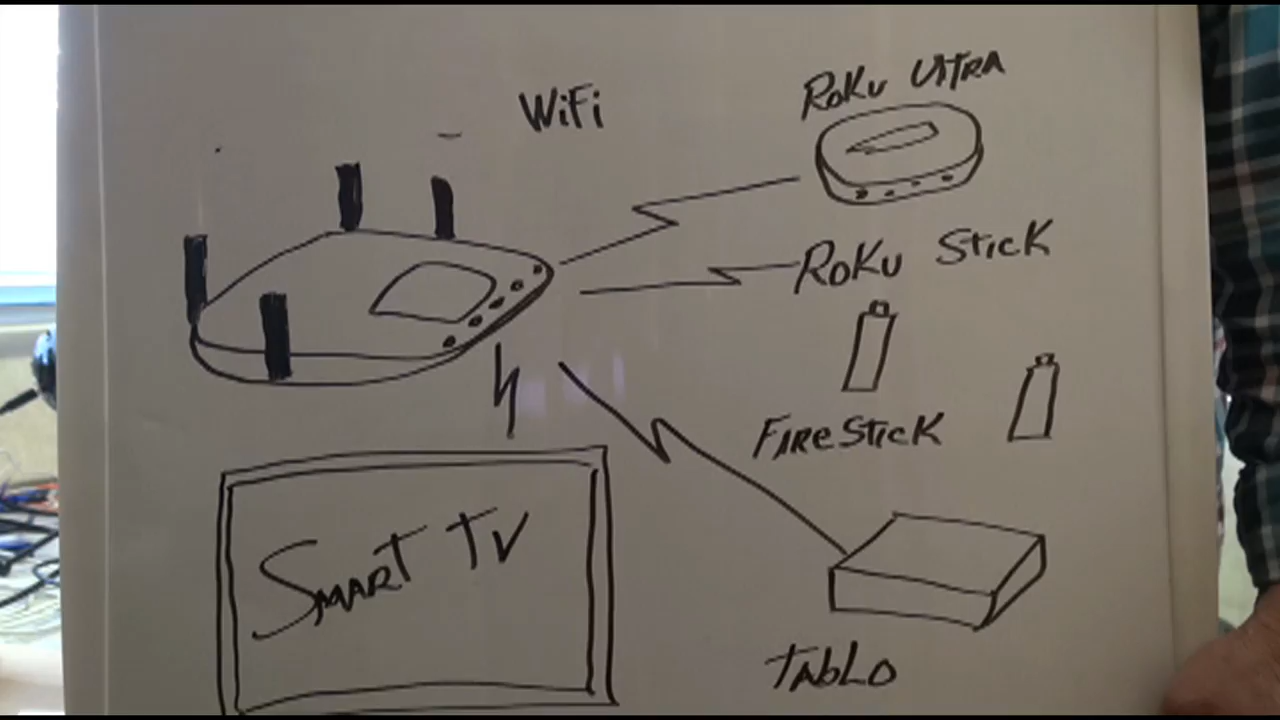 WiFi
Roku Ultra
Roku Stick
FireStick
Smart TV
Tablo